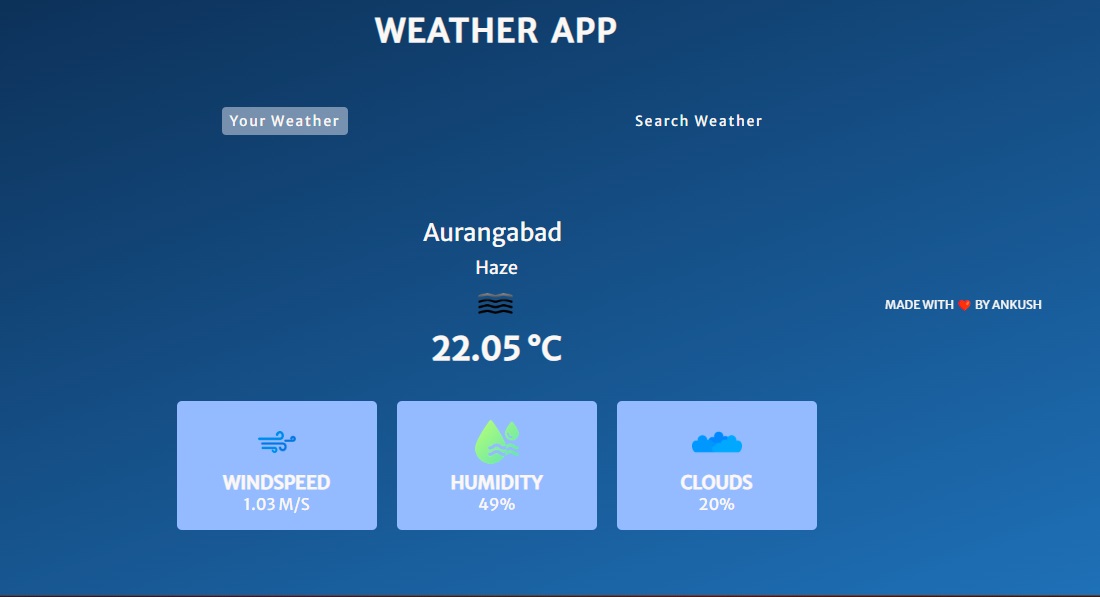 WEATHER APP
Your Weather
Search Weather
Aurangabad
Haze
MADE WITH ❤️ BY ANKUSH
22.05 °C
WINDSPEED
1.03 M/S
HUMIDITY
49%
CLOUDS
20%